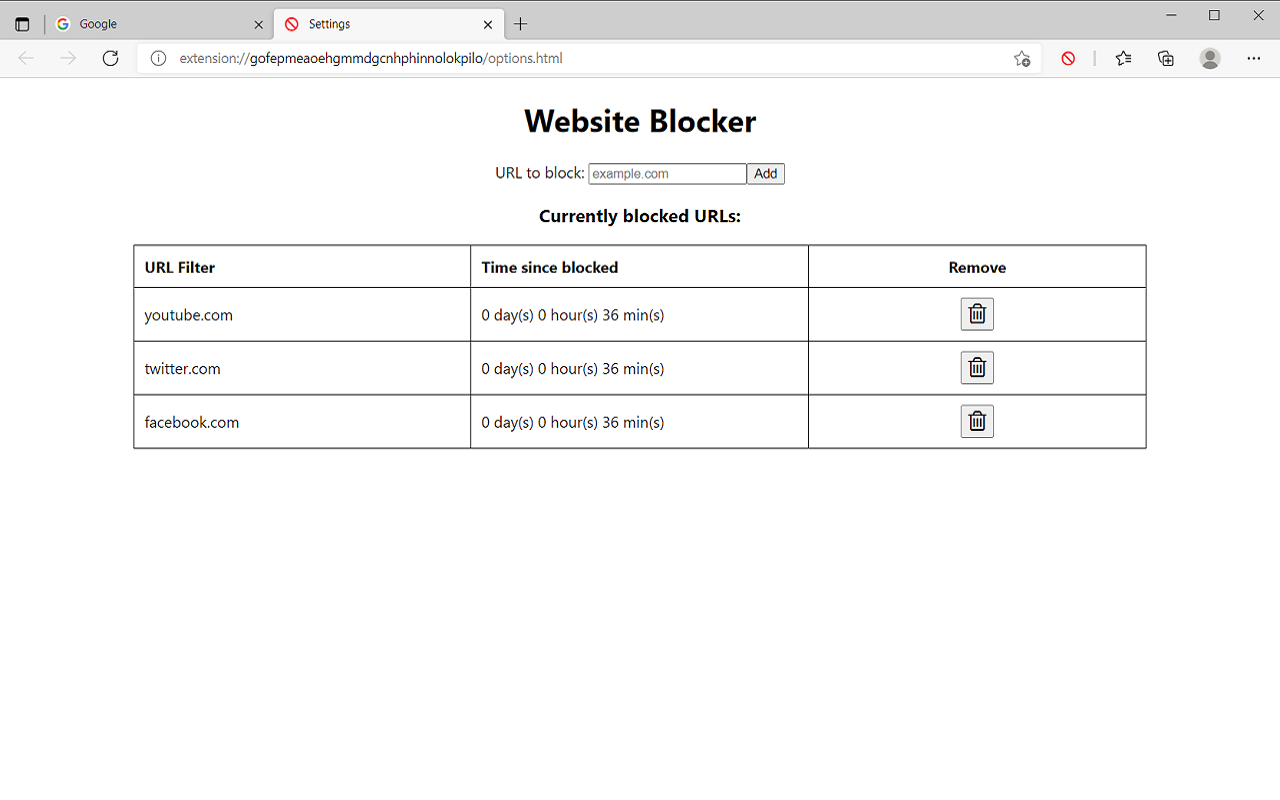 Google
Settings
extension://gofepmeaoehgmmdgcnhphinnolokpilo/options.html
Website Blocker
URL to block: example.com Add
Currently blocked URLs:
URL Filter Time since blocked Remove
youtube.com 0 day(s) 0 hour(s) 36 min(s)
twitter.com 0 day(s) 0 hour(s) 36 min(s)
facebook.com 0 day(s) 0 hour(s) 36 min(s)